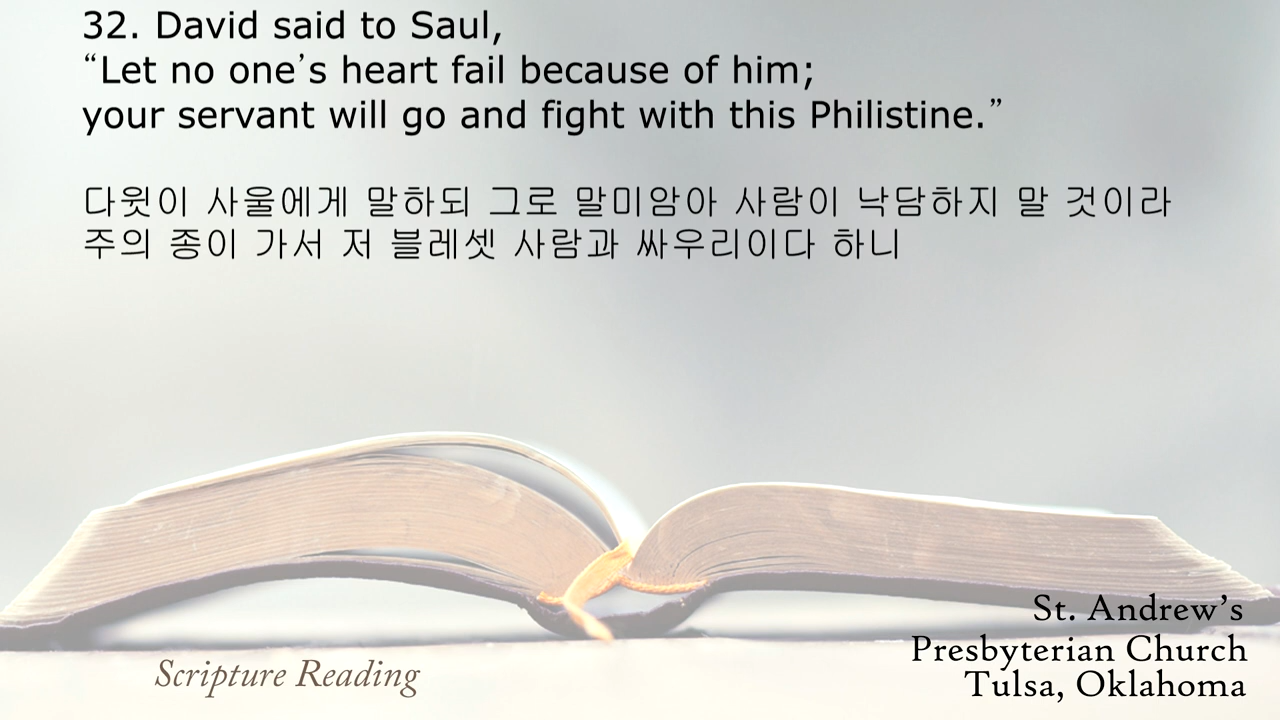 32. David said to Saul,
“Let no one’s heart fail because of him;
your servant will go and fight with this Philistine.”
다윗이 사울에게 말하되 그로 말미암아 사람이 낙담하지 말 것이라
주의 종이 가서 저 블레셋 사람과 싸우리이다 하니
Scripture Reading
St. Andrew’s
Presbyterian Church
Tulsa, Oklahoma